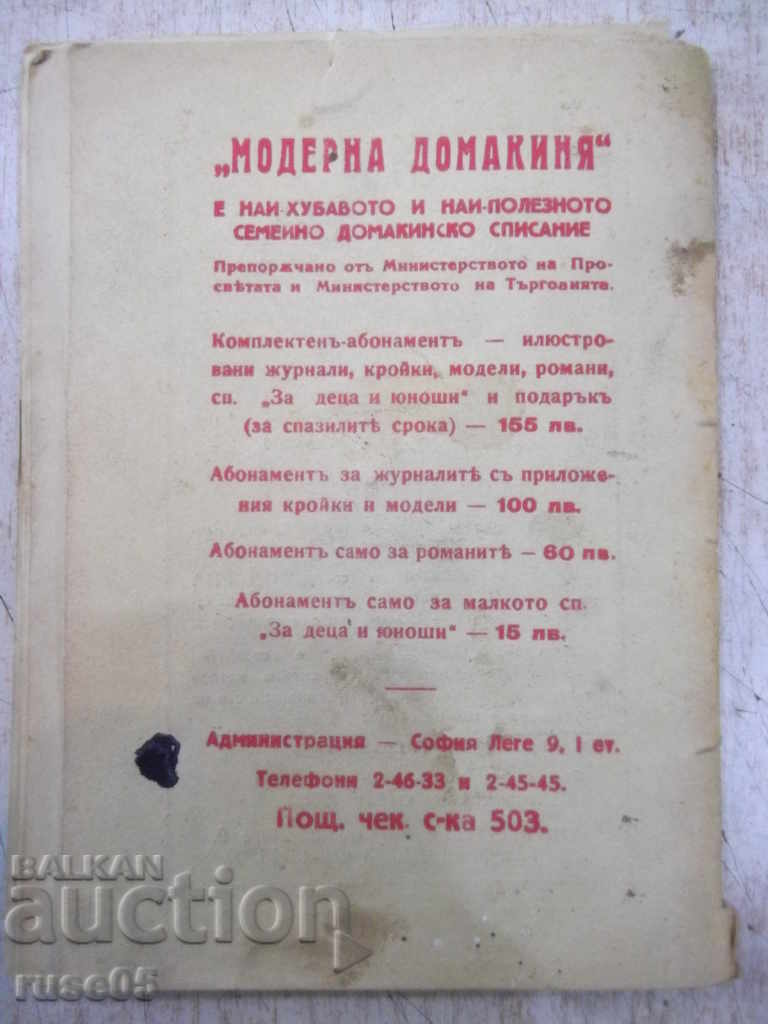 „МОДЕРНА ДОМАКИНЯ“
Е НАЙ-ХУБАВОТО И НАЙ-ПОЛЕЗНОТО
СЕМЕЙНО ДОМАКИНСКО СПИСАНИЕ
Препорѫчано отъ Министерството на Про-
свѣтата и Министерството на Търговията.
Комплектенъ-абонаментъ — илюстро-
вани журнали, кройки, модели, романи,
сп. „За деца и юноши“ и подаръкъ
(за спазилитѣ срока) — 155 лв.
Абонаментъ за журналитѣ съ приложе-
ния кройки и модели — 100 лв.
Абонаментъ само за романитѣ — 60 лв.
Абонаментъ само за малкото сп.
„За деца и юноши“ — 15 лв.
Администрация — София Леге 9, I ет.
Телефони 2-46-33 и 2-45-45.
Пощ. чек. с-ка 503.
BALKAN
auction
ruse05